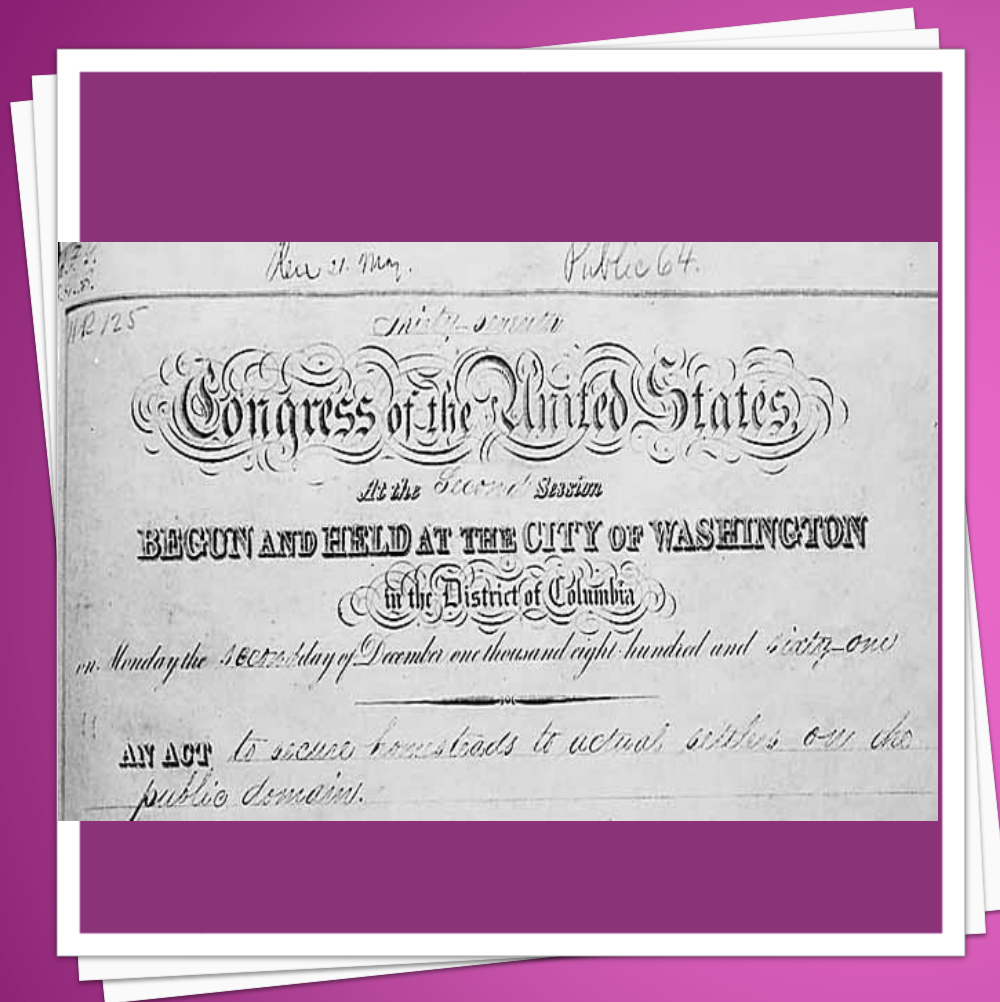 21. May. Public 64.
HR 125
Thirty-seventh
Congress of the United States,
At the Second Session
BEGUN AND HELD AT THE CITY OF WASHINGTON
in the District of Columbia
on Monday the second day of December one thousand eight hundred and sixty-one
AN ACT to secure homesteads to actual settlers on the
public domain.